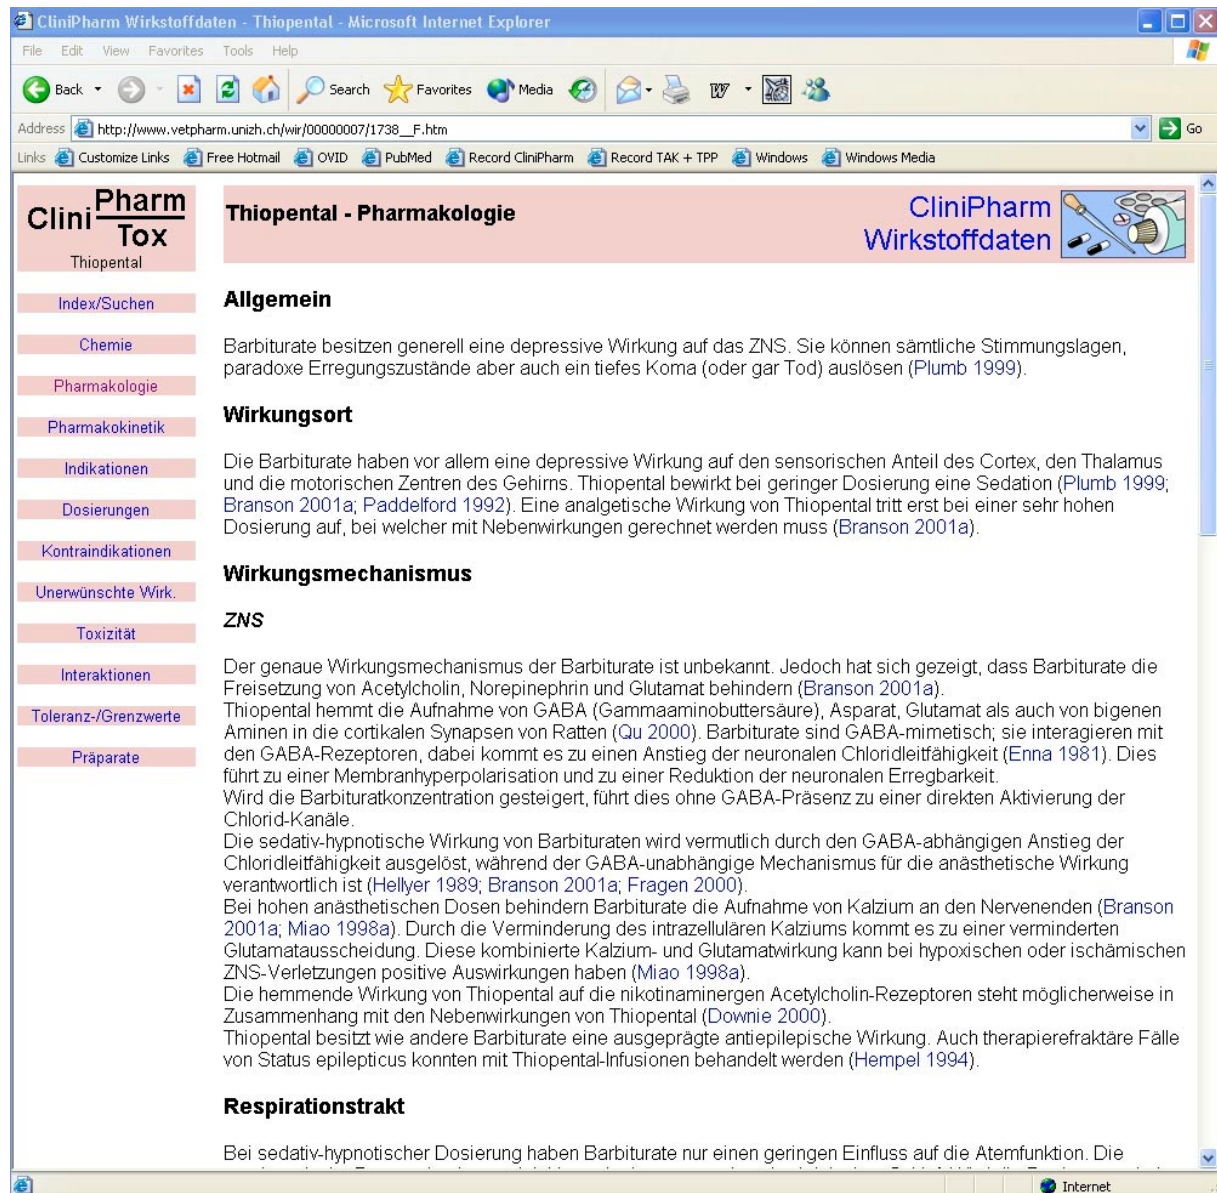 CliniPharm Wirkstoffdaten - Thiopental - Microsoft Internet Explorer
File Edit View Favorites Tools Help
Back Search Favorites Media
Address http://www.vetpharm.unizh.ch/wir/00000007/1738__F.htm Go
Links Customize Links Free Hotmail OVID PubMed Record CliniPharm Record TAK + TPP Windows Windows Media
Clini Pharm
Tox
Thiopental
Index/Suchen
Chemie
Pharmakologie
Pharmakokinetik
Indikationen
Dosierungen
Kontraindikationen
Unerwünschte Wirk.
Toxizität
Interaktionen
Toleranz-/Grenzwerte
Präparate
Thiopental - Pharmakologie
CliniPharm
Wirkstoffdaten
Allgemein
Barbiturate besitzen generell eine depressive Wirkung auf das ZNS. Sie können sämtliche Stimmungslagen,
paradoxe Erregungszustände aber auch ein tiefes Koma (oder gar Tod) auslösen (Plumb 1999).
Wirkungsort
Die Barbiturate haben vor allem eine depressive Wirkung auf den sensorischen Anteil des Cortex, den Thalamus
und die motorischen Zentren des Gehirns. Thiopental bewirkt bei geringer Dosierung eine Sedation (Plumb 1999;
Branson 2001a; Paddelford 1992). Eine analgetische Wirkung von Thiopental tritt erst bei einer sehr hohen
Dosierung auf, bei welcher mit Nebenwirkungen gerechnet werden muss (Branson 2001a).
Wirkungsmechanismus
ZNS
Der genaue Wirkungsmechanismus der Barbiturate ist unbekannt. Jedoch hat sich gezeigt, dass Barbiturate die
Freisetzung von Acetylcholin, Norepinephrin und Glutamat behindern (Branson 2001a).
Thiopental hemmt die Aufnahme von GABA (Gammaaminobuttersäure), Asparat, Glutamat als auch von bigenen
Aminen in die cortikalen Synapsen von Ratten (Qu 2000). Barbiturate sind GABA-mimetisch; sie interagieren mit
den GABA-Rezeptoren, dabei kommt es zu einen Anstieg der neuronalen Chloridleitfähigkeit (Enna 1981). Dies
führt zu einer Membranhyperpolarisation und zu einer Reduktion der neuronalen Erregbarkeit.
Wird die Barbituratkonzentration gesteigert, führt dies ohne GABA-Präsenz zu einer direkten Aktivierung der
Chlorid-Kanäle.
Die sedativ-hypnotische Wirkung von Barbituraten wird vermutlich durch den GABA-abhängigen Anstieg der
Chloridleitfähigkeit ausgelöst, während der GABA-unabhängige Mechanismus für die anästhetische Wirkung
verantwortlich ist (Hellyer 1989; Branson 2001a; Fragen 2000).
Bei hohen anästhetischen Dosen behindern Barbiturate die Aufnahme von Kalzium an den Nervenenden (Branson
2001a; Miao 1998a). Durch die Verminderung des intrazellulären Kalziums kommt es zu einer verminderten
Glutamatausscheidung. Diese kombinierte Kalzium- und Glutamatwirkung kann bei hypoxischen oder ischämischen
ZNS-Verletzungen positive Auswirkungen haben (Miao 1998a).
Die hemmende Wirkung von Thiopental auf die nikotinaminergen Acetylcholin-Rezeptoren steht möglicherweise in
Zusammenhang mit den Nebenwirkungen von Thiopental (Downie 2000).
Thiopental besitzt wie andere Barbiturate eine ausgeprägte antiepilepische Wirkung. Auch therapierefraktäre Fälle
von Status epilepticus konnten mit Thiopental-Infusionen behandelt werden (Hempel 1994).
Respirationstrakt
Bei sedativ-hypnotischer Dosierung haben Barbiturate nur einen geringen Einfluss auf die Atemfunktion. Die
Internet